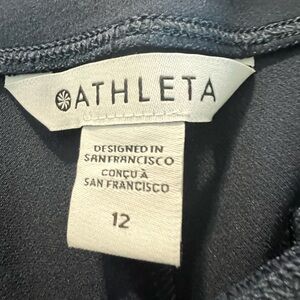 ATHLETA
DESIGNED IN
SAN FRANCISCO
CONÇU À
SAN FRANCISCO
12